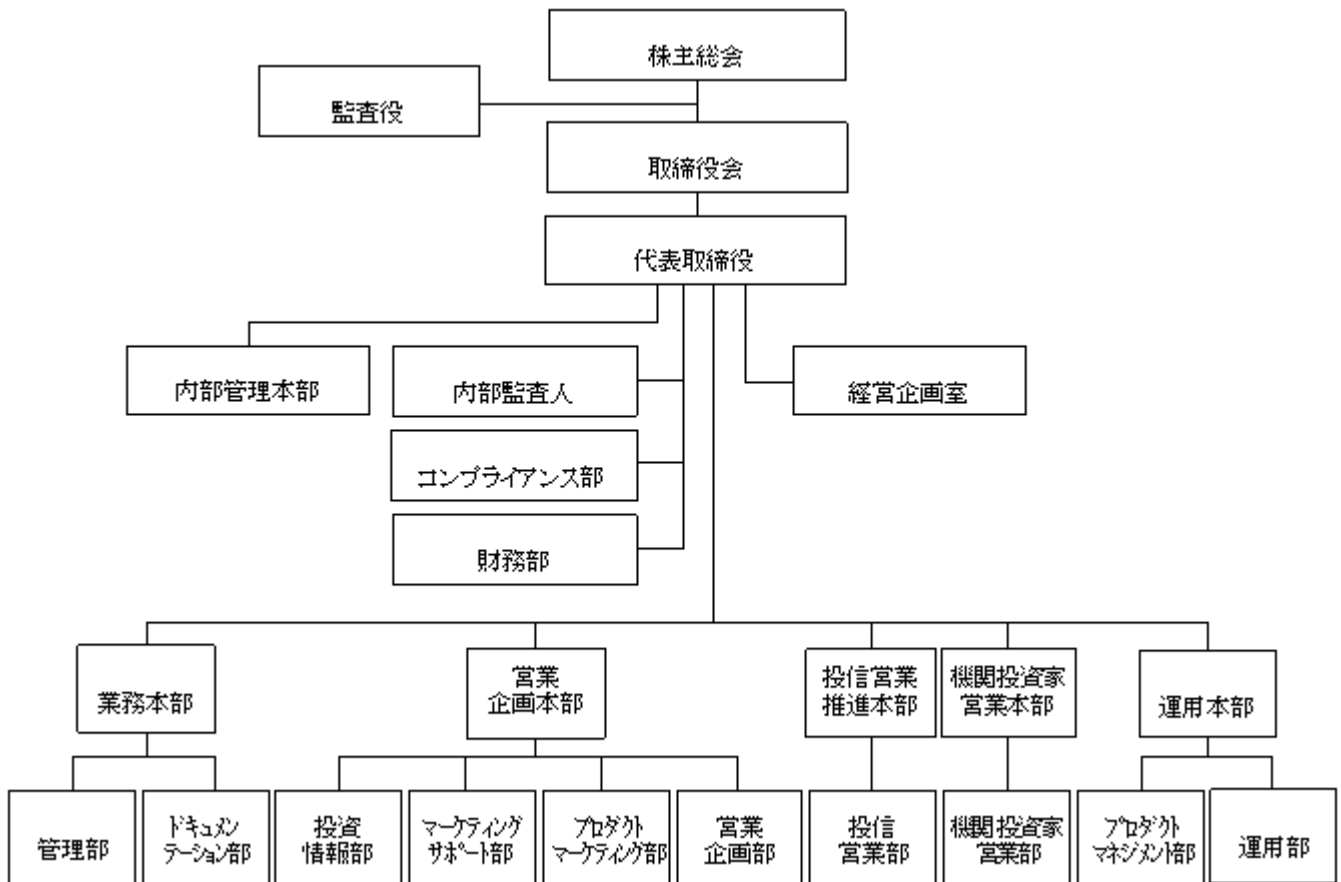 株主総会
監査役
取締役会
代表取締役
内部管理本部
内部監査人
経営企画室
コンプライアンス部
財務部
業務本部
営業
企画本部
投信営業
推進本部
機関投資家
営業本部
運用本部
管理部
ドキュメン
テーション部
投資
情報部
マーケティング
サポート部
プロダクト
マーケティング部
営業
企画部
投信
営業部
機関投資家
営業部
プロダクト
マネジメント部
運用部